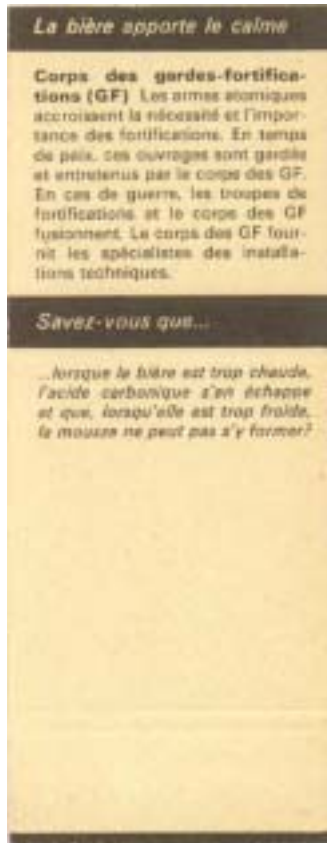 La bière apporte le calme
Corps des gardes-fortifica-
tions (GF) Les armes atomiques
accroissent la nécessité et l'impor-
tance des fortifications. En temps
de paix, ces ouvrages sont gardés
et entretenus par le corps des GF.
En cas de guerre, les troupes de
fortifications et le corps des GF
fusionnent. Le corps des GF four-
nit les spécialistes des installa-
tions techniques.
Savez-vous que...
...lorsque la bière est trop chaude,
l'acide carbonique s'en échappe
et que, lorsqu'elle est trop froide,
la mousse ne peut pas s'y former?